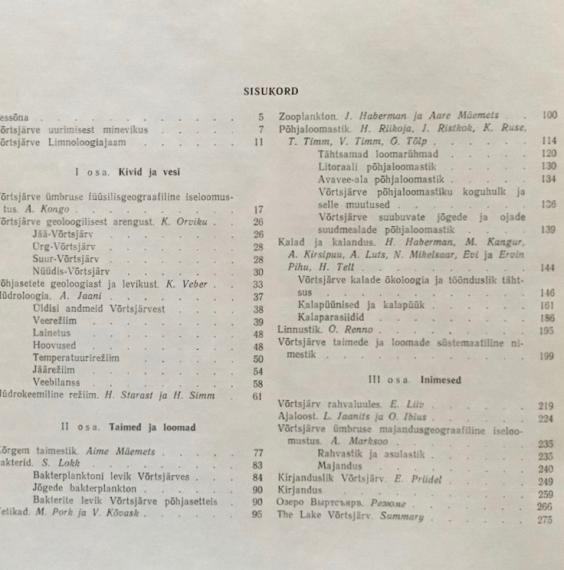 SISUKORD
essõna 5
õrtsjärve uurimisest minevikus 7
õrtsjärve Limnoloogiajaam 11
I osa. Kivid ja vesi
õrtsjärve ümbruse füüsilisgeograafiline iseloomus-
tus. A. Kongo 17
õrtsjärve geoloogilisest arengust. K. Orviku 26
Jää-Võrtsjärv 26
Ürg-Võrtsjärv 28
Suur-Võrtsjärv 28
Nüüdis-Võrtsjärv 30
õhjasetete geoloogiast ja levikust. K. Veber 33
üdroloogia. A. Jaani 37
Üldisi andmeid Võrtsjärvest 38
Veerežiim 39
Lainetus 48
Hoovused 48
Temperatuurirežiim 50
Jäärežiim 54
Veebilanss 58
üdrokeemiline režiim. H. Starast ja H. Simm 61
II osa. Taimed ja loomad
õrgem taimestik. Aime Mäemets 77
akterid. S. Lokk 83
Bakterplanktoni levik Võrtsjärves 84
Jõgede bakterplankton 90
Bakterite levik Võrtsjärve põhjasetteis 90
etikad. M. Pork ja V. Kõvask 95
Zooplankton. J. Haberman ja Aare Mäemets 100
Põhjaloomastik. H. Riikoja, J. Ristkok, K. Ruse,
T. Timm, V. Timm, O. Tõlp 114
Tähtsamad loomarühmad 120
Litoraali põhjaloomastik 130
Avavee-ala põhjaloomastik 134
Võrtsjärve põhjaloomastiku koguhulk ja
selle muutused 136
Võrtsjärve suubuvate jõgede ja ojade
suudmealade põhjaloomastik 139
Kalad ja kalandus. H. Haberman, M. Kangur,
A. Kirsipuu, A. Luts, N. Mikelsaar, Evi ja Ervin
Pihu, H. Tell 144
Võrtsjärve kalade ökoloogia ja töönduslik täht-
sus 146
Kalapüünised ja kalapüük 161
Kalaparasiidid 186
Linnustik. O. Renno 195
Võrtsjärve taimede ja loomade süstemaatiline ni-
mestik 199
III osa. Inimesed
Võrtsjärv rahvaluules. E. Liiv 219
Ajaloost. L. Jaanits ja O. Ibius 224
Võrtsjärve ümbruse majandusgeograafiline iseloo-
mustus. A. Marksoo 235
Rahvastik ja asulastik 235
Majandus 240
Kirjanduslik Võrtsjärv. E. Priidel 249
Kirjandus 259
Озеро Выртсъярв. Резюме 266
The Lake Võrtsjärv. Summary 275